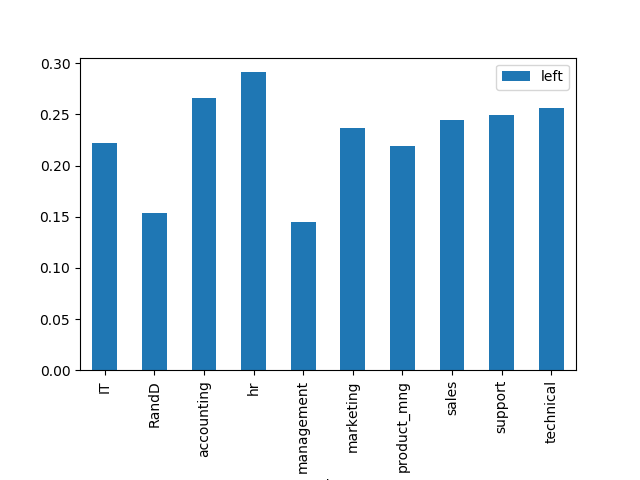 0.30
0.25
0.20
0.15
0.10
0.05
0.00
left
IT
RandD
accounting
hr
management
marketing
product_mng
sales
support
technical